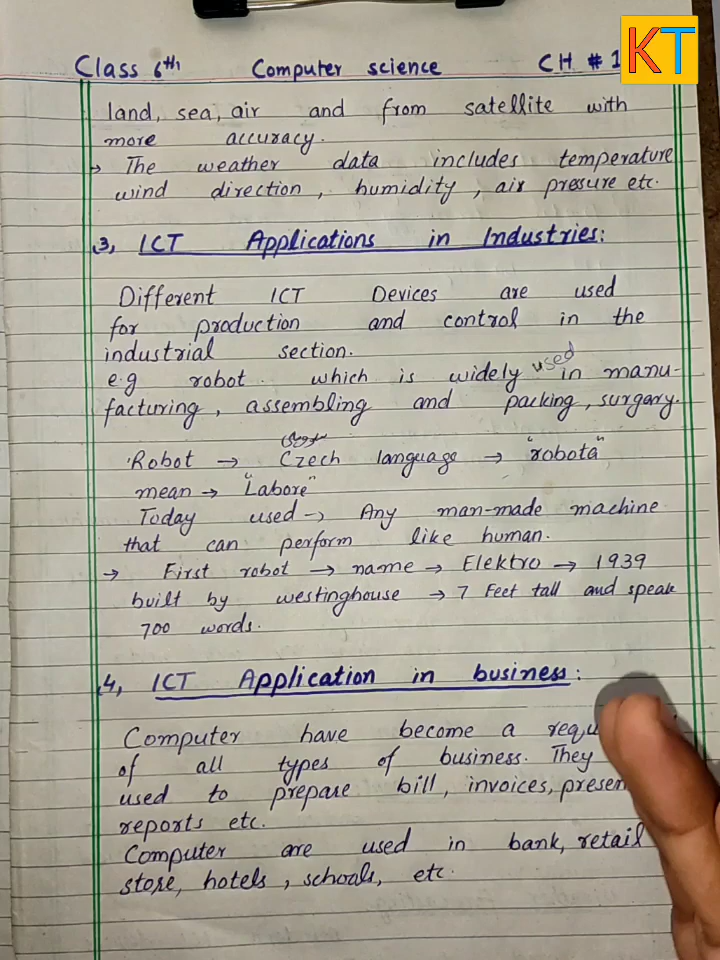 KT
Class 6th Computer science CH # 1
land, sea, air and from satellite with
more accuracy.
→ The weather data includes temperature
wind direction, humidity, air pressure etc.
3, ICT Applications in Industries:
Different ICT Devices are used
for production and control in the
industrial section.
e.g robot. which is widely used in manu-
facturing, assembling and packing, surgary.
Robot → Czech language → "robota"
mean → "Labore"
Today used → Any man-made machine
that can perform like human.
→ First robot → name → Elektro → 1939
built by westinghouse → 7 Feet tall and speak
700 words.
4, ICT Application in business:
Computer have become a
of all types of business. They
used to prepare bill, invoices,
reports etc.
Computer are used in bank, retail
store, hotels, schools, etc.